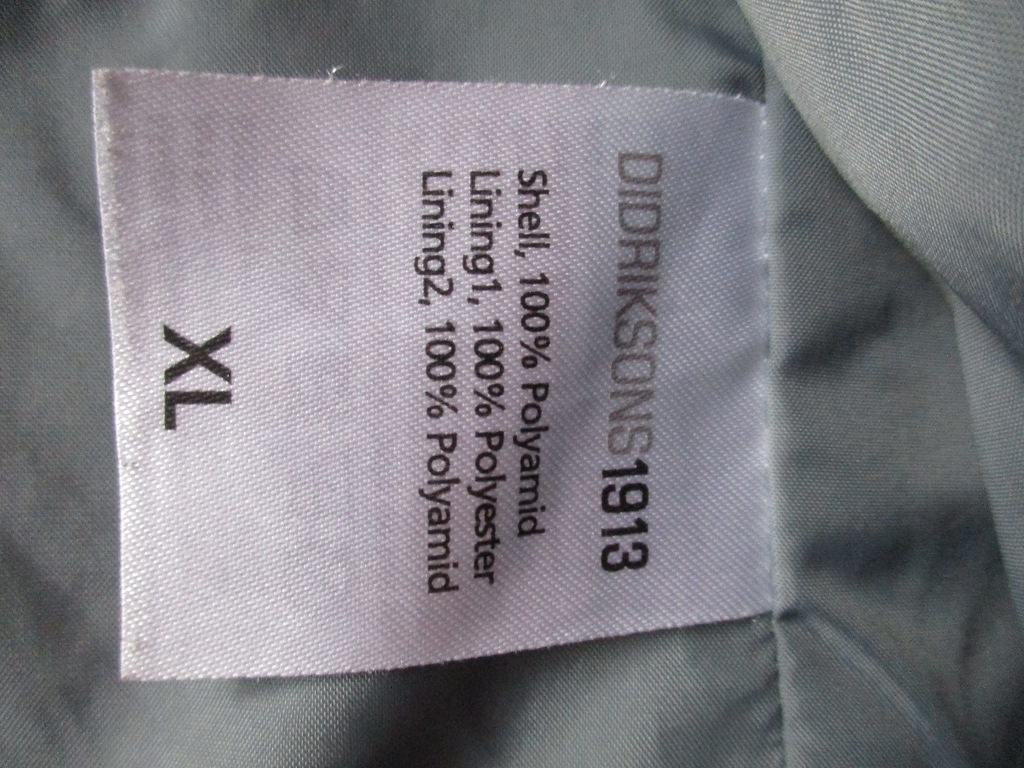 DIDRIKSONS1913
Shell, 100% Polyamid
Lining1, 100% Polyester
Lining2, 100% Polyamid
XL